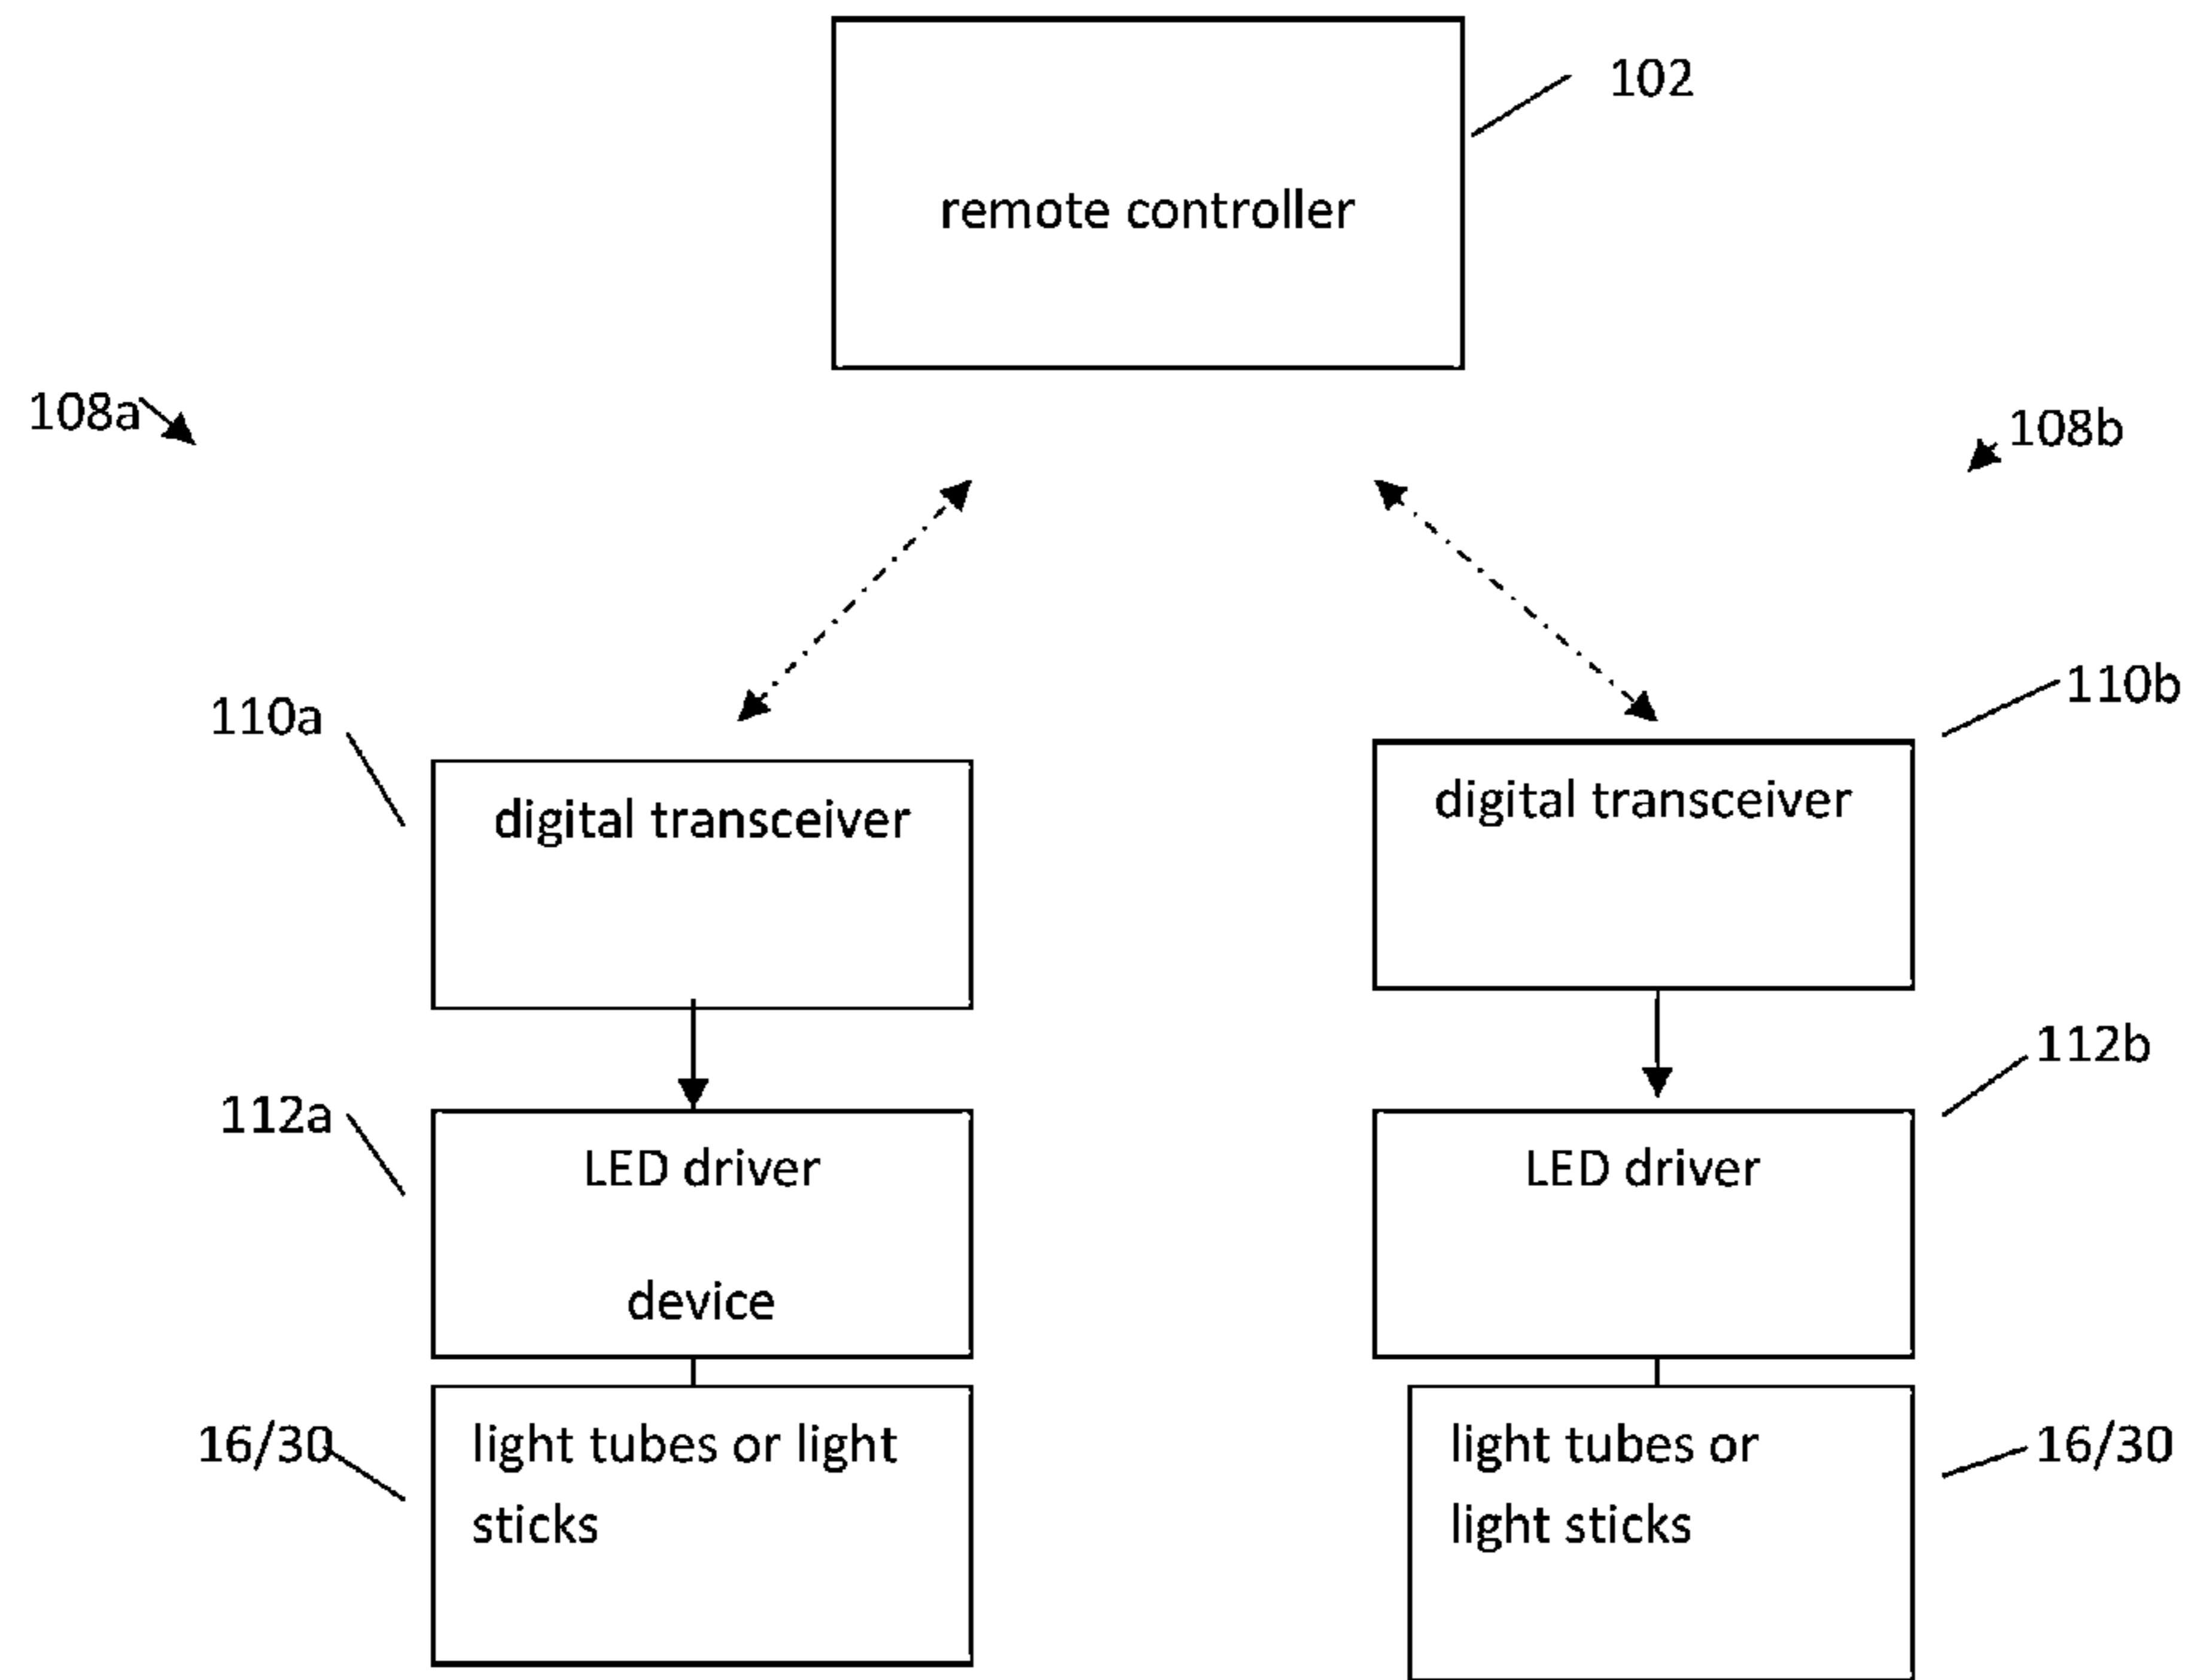 102
remote controller
108a
108b
110a
110b
digital transceiver
digital transceiver
112a
112b
LED driver
device
LED driver
16/30
light tubes or light
sticks
light tubes or
light sticks
16/30